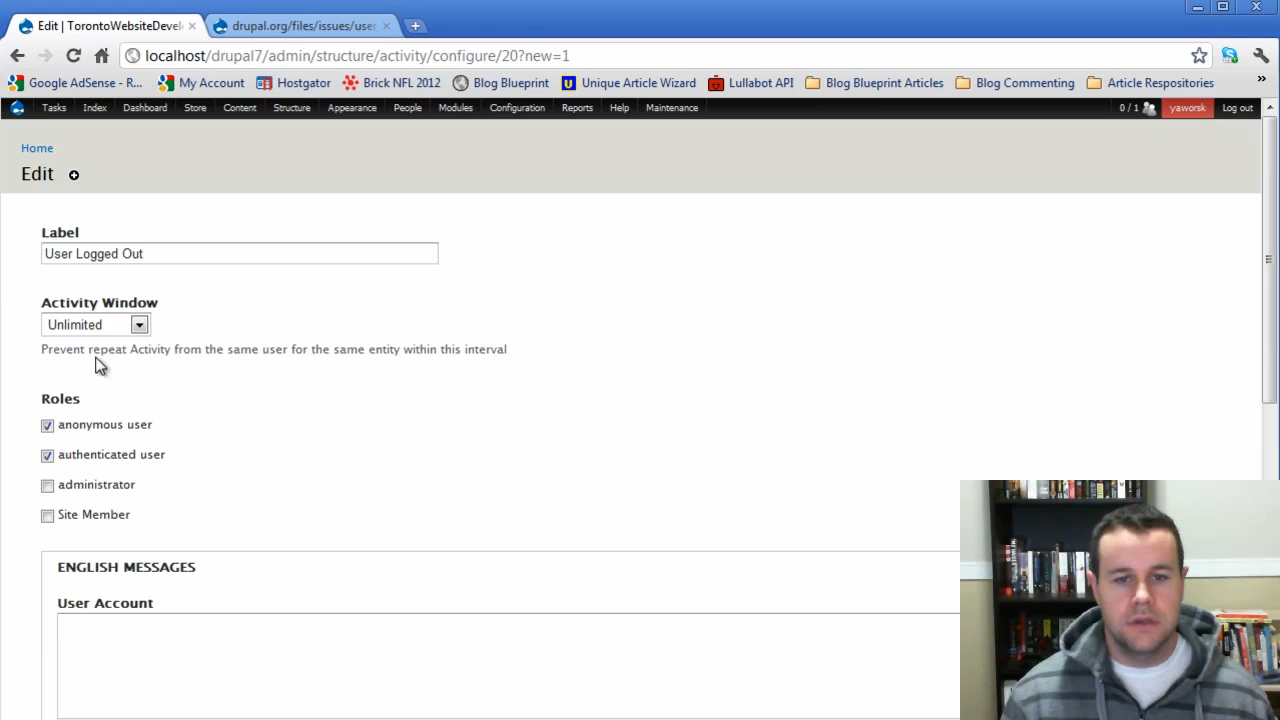 Edit | TorontoWebsiteDevel
drupal.org/files/issues/user
localhost/drupal7/admin/structure/activity/configure/20?new=1
Google AdSense - R...
My Account
Hostgator
Brick NFL 2012
Blog Blueprint
Unique Article Wizard
Lullabot API
Blog Blueprint Articles
Blog Commenting
Article Respositories
Tasks
Index
Dashboard
Store
Content
Structure
Appearance
People
Modules
Configuration
Reports
Help
Maintenance
0 / 1
yaworsk
Log out
Home
Edit
Label
User Logged Out
Activity Window
Unlimited
Prevent repeat Activity from the same user for the same entity within this interval
Roles
anonymous user
authenticated user
administrator
Site Member
ENGLISH MESSAGES
User Account